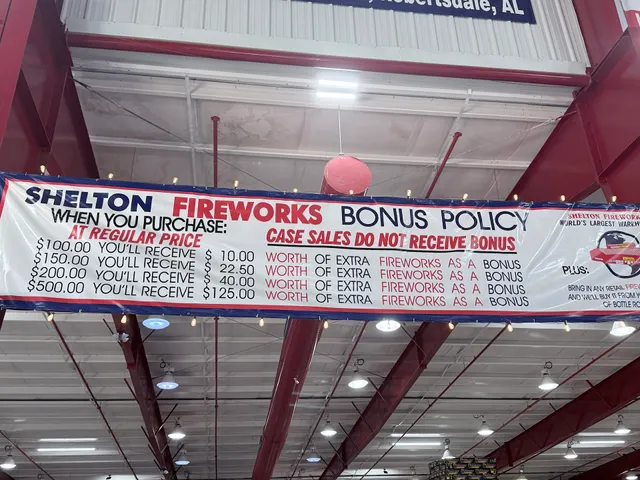 Robertsdale, AL
SHELTON FIREWORKS BONUS POLICY
WHEN YOU PURCHASE:
AT REGULAR PRICE
CASE SALES DO NOT RECEIVE BONUS
$100.00 YOU'LL RECEIVE $ 10.00 WORTH OF EXTRA FIREWORKS AS A BONUS
$150.00 YOU'LL RECEIVE $ 22.50 WORTH OF EXTRA FIREWORKS AS A BONUS
$200.00 YOU'LL RECEIVE $ 40.00 WORTH OF EXTRA FIREWORKS AS A BONUS
$500.00 YOU'LL RECEIVE $125.00 WORTH OF EXTRA FIREWORKS AS A BONUS
SHELTON FIREWORKS
WORLD'S LARGEST
PLUS:
BRING IN ANY RETAIL
AND WE'LL BUY IT FROM
OF BOTTLE